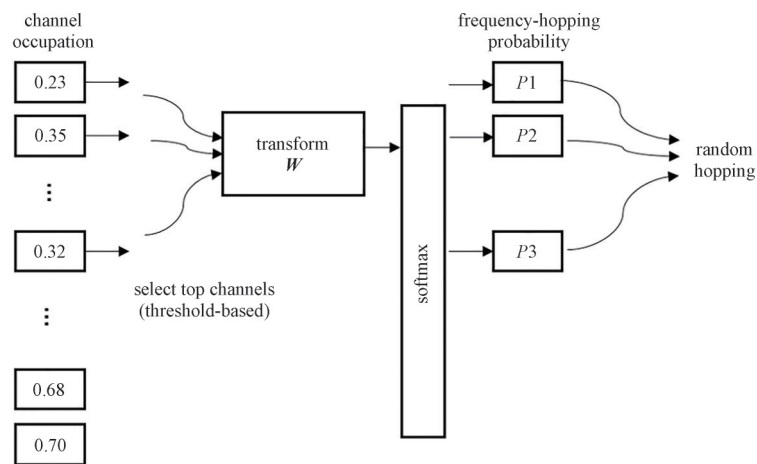 channel
occupation
0.23
0.35
...
0.32
...
0.68
0.70
select top channels
(threshold-based)
transform
W
softmax
frequency-hopping
probability
P1
P2
P3
random
hopping